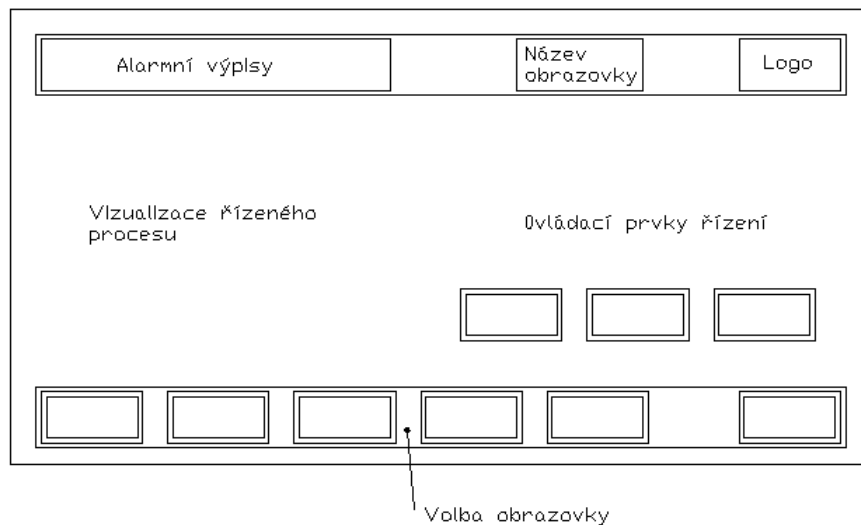 Alarmní výpisy
Název
obrazovky
Logo
Vizualizace řízeného
procesu
Ovládací prvky řízení
Volba obrazovky